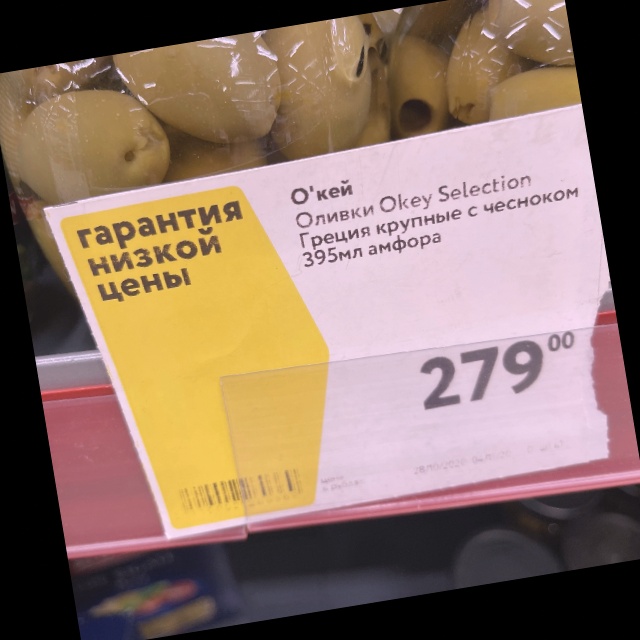 гарантия
низкой
цены
О'кей
Оливки Okey Selection
Греция крупные с чесноком
395мл амфора
279 00